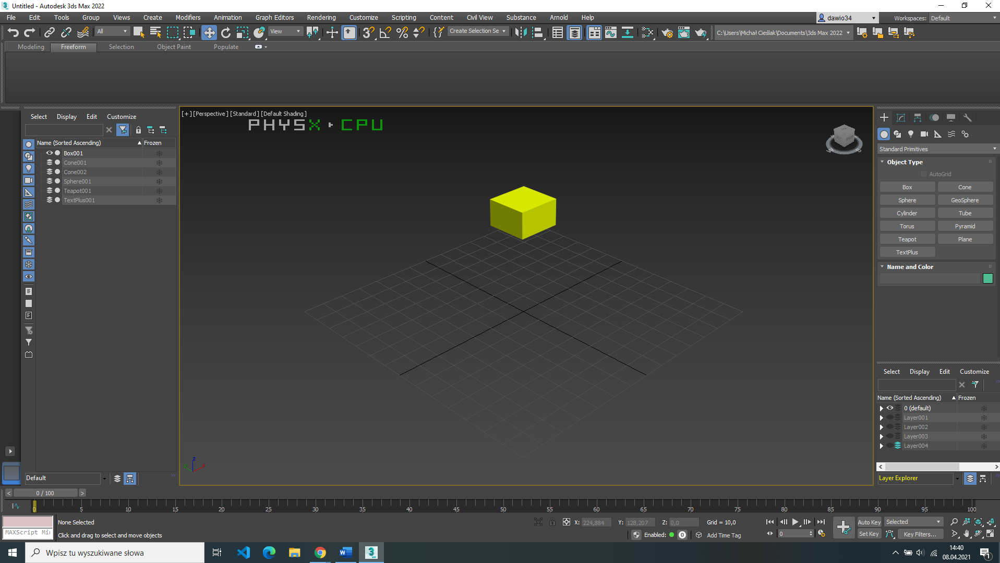 Untitled - Autodesk 3ds Max 2022
File Edit Tools Group Views Create Modifiers Animation Graph Editors Rendering Customize Scripting Content Civil View Substance Arnold Help
dawio34
Workspaces: Default
All
View
Create Selection Se
C:\Users\Michał Cieślak\Documents\3ds Max 2022
Modeling Freeform Selection Object Paint Populate
Select Display Edit Customize
Name (Sorted Ascending) Frozen
Box001
Cone001
Cone002
Sphere001
Teapot001
TextPlus001
Default
[+] [Perspective ] [Standard ] [Default Shading ]
PHYSX CPU
z
y
x
Standard Primitives
Object Type
AutoGrid
Box Cone
Sphere GeoSphere
Cylinder Tube
Torus Pyramid
Teapot Plane
TextPlus
Name and Color
Select Display Edit Customize
Name (Sorted Ascending) Frozen
0 (default)
Layer001
Layer002
Layer003
Layer004
Layer Explorer
< 0 / 100 >
0 5 10 15 20 25 30 35 40 45 50 55 60 65 70 75 80 85 90 95 100
None Selected
MAXScript Mi
Click and drag to select and move objects
X: 224,884 Y: 128,207 Z: 0,0 Grid = 10,0
Enabled: 0 Add Time Tag
0
Auto Key Selected
Set Key Key Filters...
Wpisz tu wyszukiwane słowa
14:40
08.04.2021
1